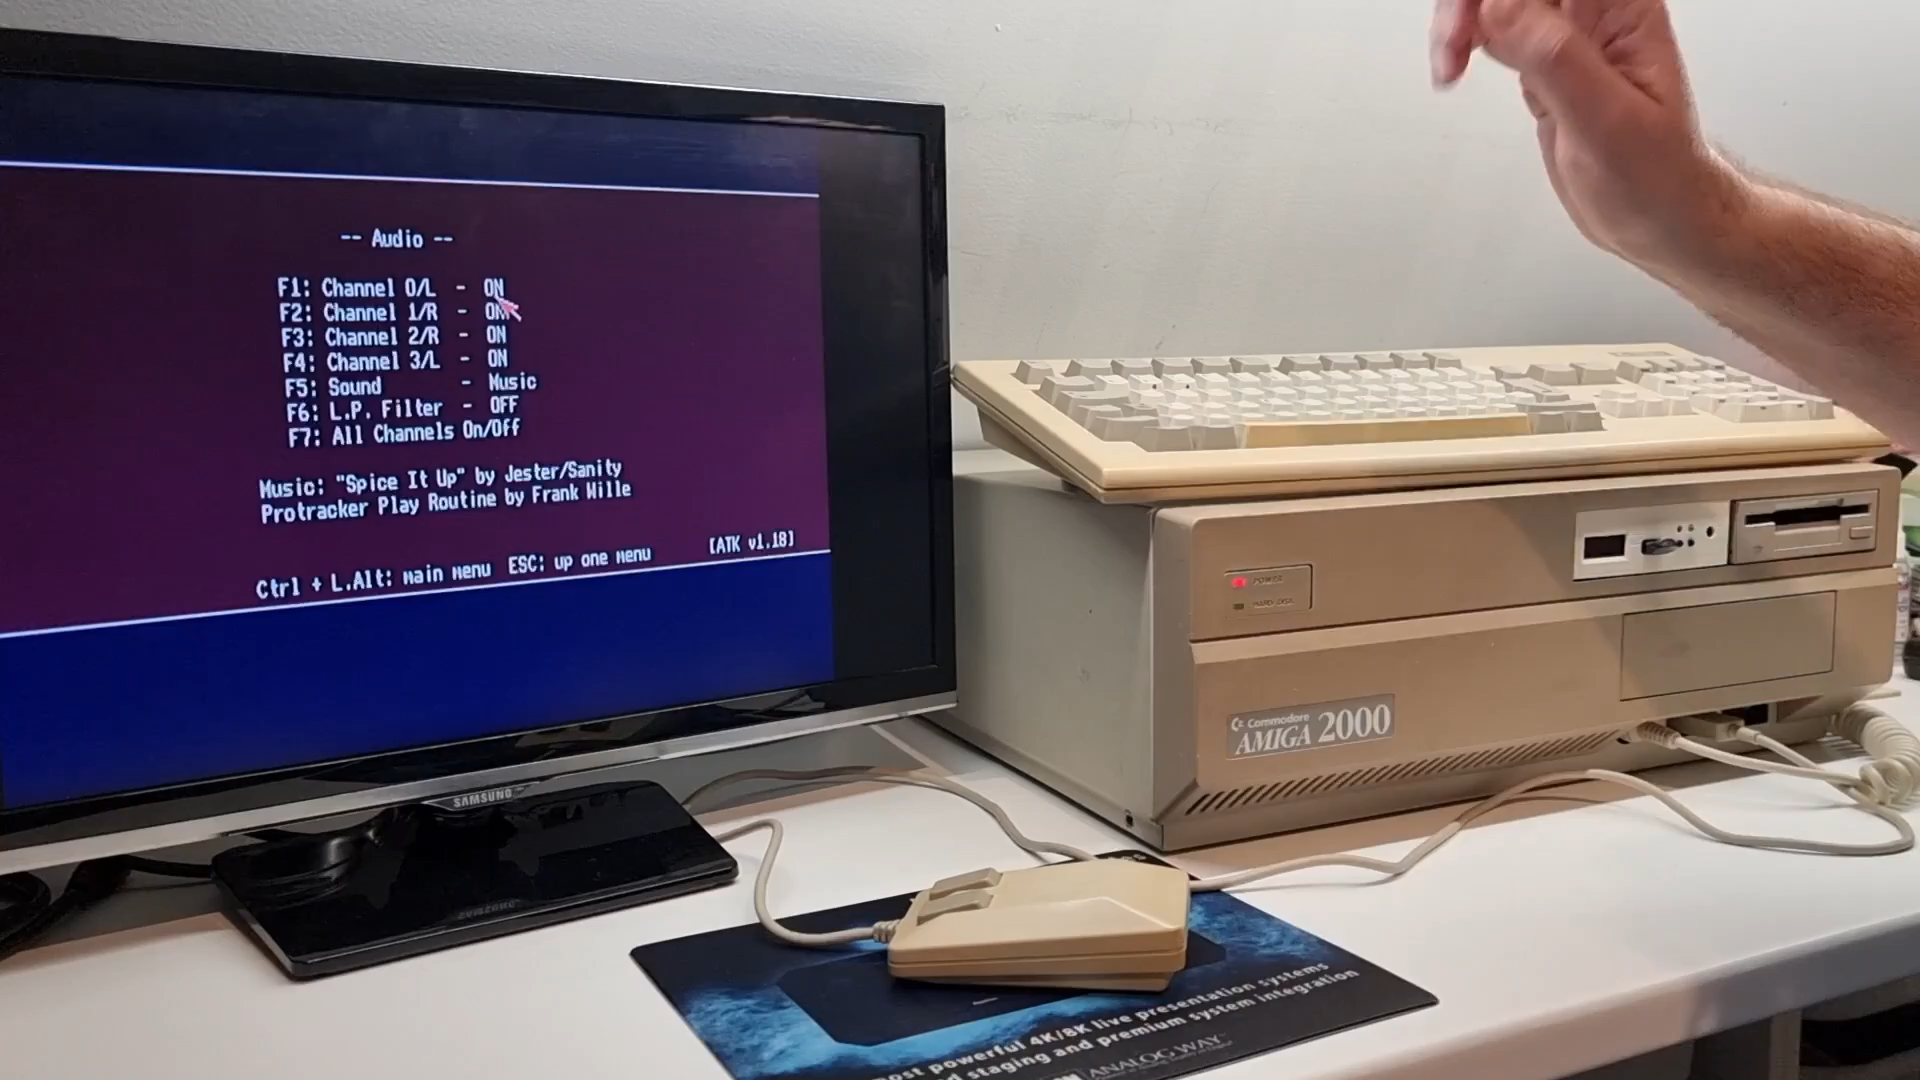 -- Audio --
F1: Channel 0/L - ON
F2: Channel 1/R - ON
F3: Channel 2/R - ON
F4: Channel 3/L - ON
F5: Sound - Music
F6: L.P. Filter - OFF
F7: All Channels On/Off
Music: "Spice It Up" by Jester/Sanity
Protracker Play Routine by Frank Wille
[ATK v1.18]
Ctrl + L.Alt: main menu ESC: up one menu
SAMSUNG
POWER
HARD DISK
Commodore
AMIGA 2000
most powerful 4K/8K live presentation systems
staging and premium system integration
ANALOG WAY